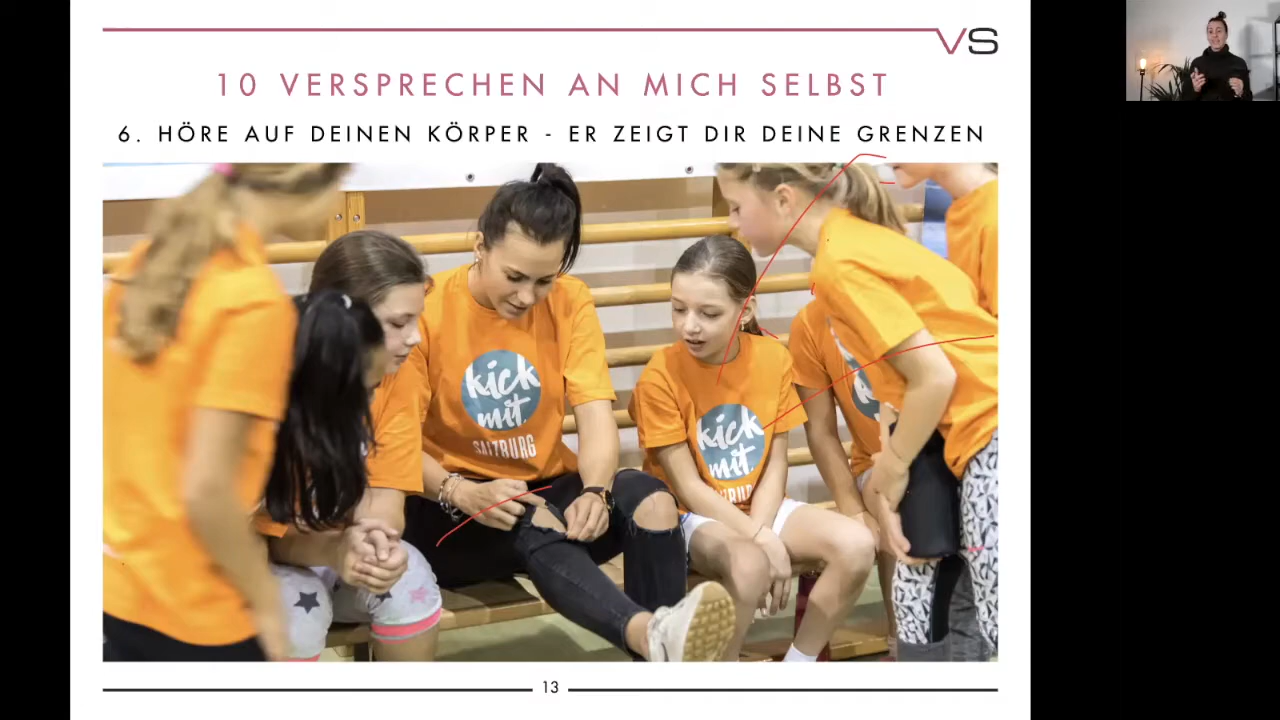 VS
10 VERSPRECHEN AN MICH SELBST
6. HÖRE AUF DEINEN KÖRPER - ER ZEIGT DIR DEINE GRENZEN
kick
mit
SALZBURG
kick
mit
13